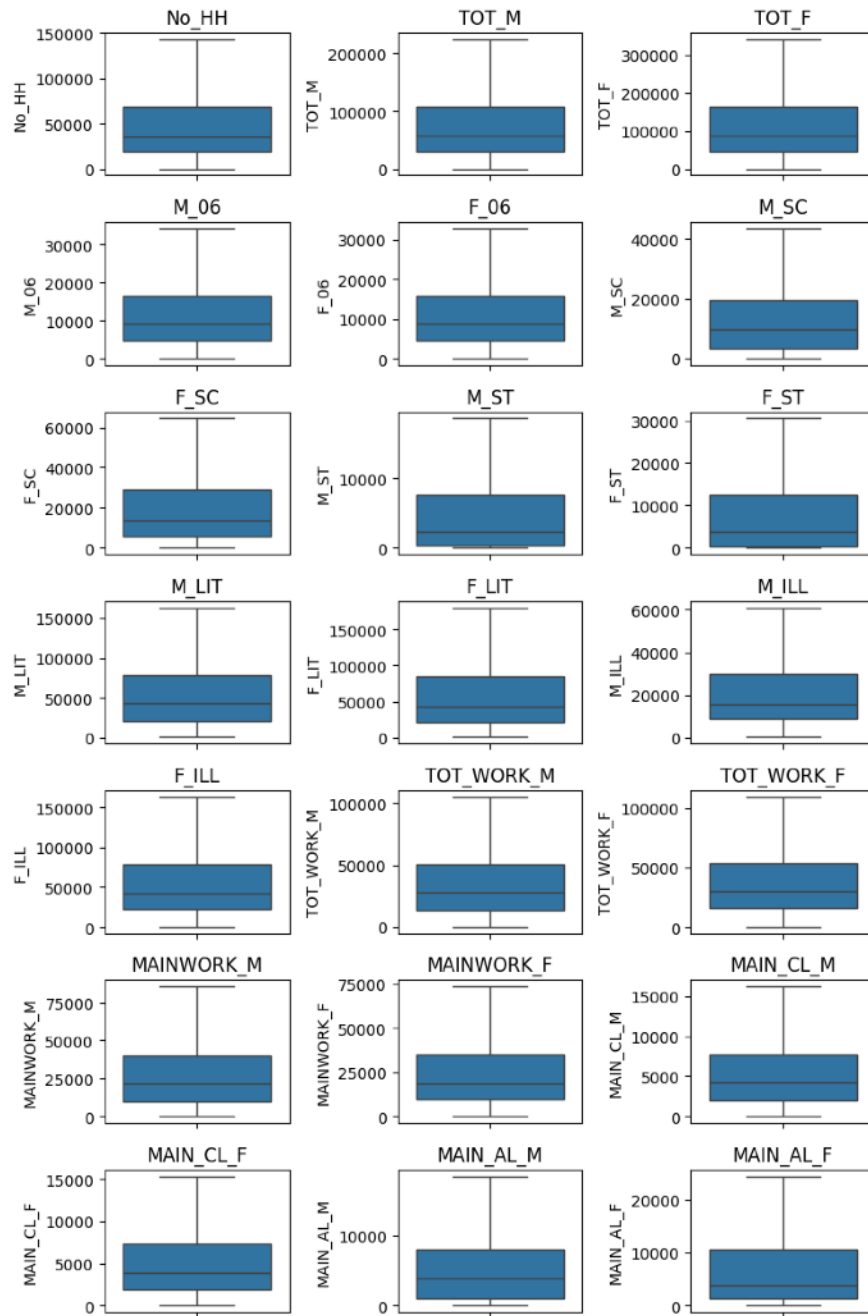 No_HH
TOT_M
TOT_F
150000
100000
50000
0
No_HH
200000
100000
0
TOT_M
300000
200000
100000
0
TOT_F
M_06
F_06
M_SC
30000
20000
10000
0
M_06
30000
20000
10000
0
F_06
40000
20000
0
M_SC
F_SC
M_ST
F_ST
60000
40000
20000
0
F_SC
10000
0
M_ST
30000
20000
10000
0
F_ST
M_LIT
F_LIT
M_ILL
150000
100000
50000
0
M_LIT
150000
100000
50000
0
F_LIT
60000
40000
20000
0
M_ILL
F_ILL
TOT_WORK_M
TOT_WORK_F
150000
100000
50000
0
F_ILL
100000
50000
0
TOT_WORK_M
100000
50000
0
TOT_WORK_F
MAINWORK_M
MAINWORK_F
MAIN_CL_M
75000
50000
25000
0
MAINWORK_M
75000
50000
25000
0
MAINWORK_F
15000
10000
5000
0
MAIN_CL_M
MAIN_CL_F
MAIN_AL_M
MAIN_AL_F
15000
10000
5000
0
MAIN_CL_F
10000
0
MAIN_AL_M
20000
10000
0
MAIN_AL_F